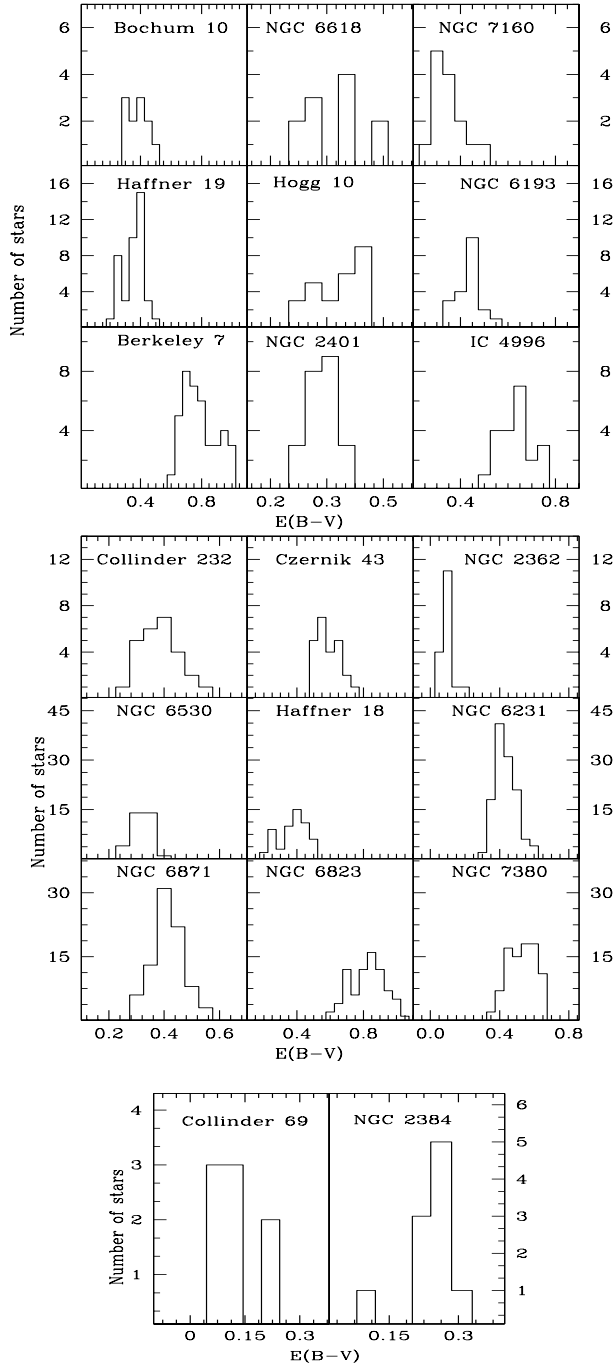 6 Bochum 10 NGC 6618 NGC 7160 6
4 4
2 2
16 Haffner 19 Hogg 10 NGC 6193 16
12 12
8 8
4 4
Number of stars
Berkeley 7 NGC 2401 IC 4996
8 8
4 4
0.4 0.8 0.2 0.3 0.5 0.4 0.8
E(B−V)
12 Collinder 232 Czernik 43 NGC 2362 12
8 8
4 4
45 NGC 6530 Haffner 18 NGC 6231 45
30 30
15 15
Number of stars
NGC 6871 NGC 6823 NGC 7380
30 30
15 15
0.2 0.4 0.6 0.4 0.8 0.0 0.4 0.8
E(B−V)
4 Collinder 69 NGC 2384 6
3 5
2 4
1 3
2
1
Number of stars
0 0.15 0.3 0.15 0.3
E(B−V)